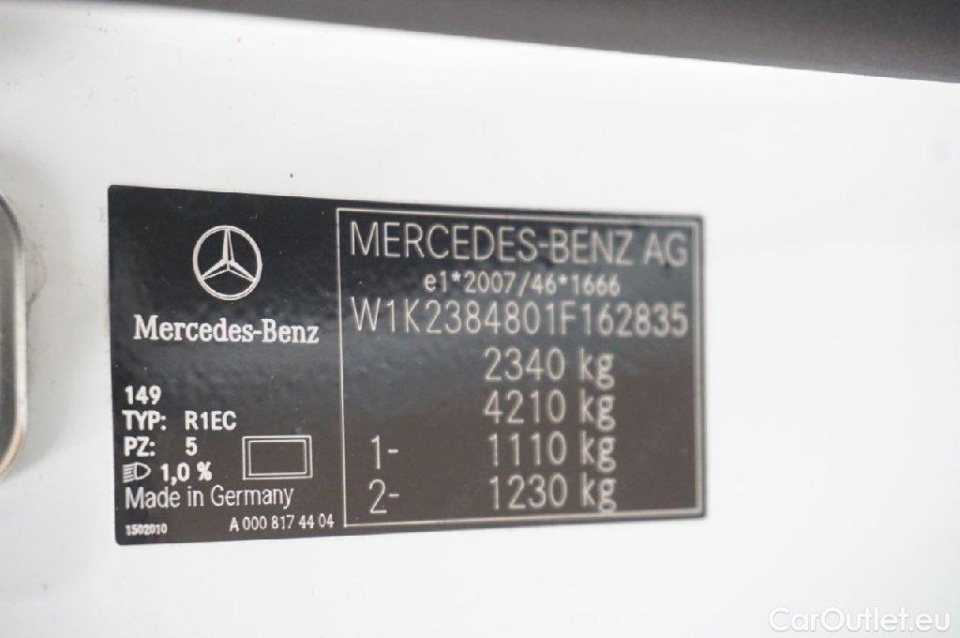 Mercedes-Benz
149
TYP: R1EC
PZ: 5
1,0 %
Made in Germany
1502010
A 000 817 44 04
MERCEDES-BENZ AG
e1*2007/46*1666
W1K2384801F162835
2340 kg
4210 kg
1- 1110 kg
2- 1230 kg
CarOutlet.eu